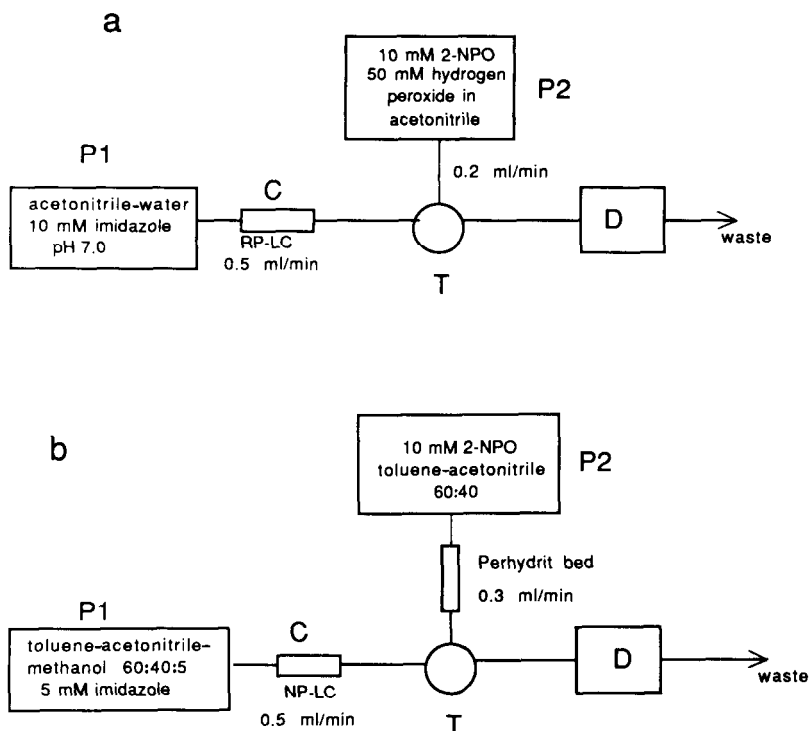 a
10 mM 2-NPO
50 mM hydrogen
peroxide in
acetonitrile
P2
P1
0.2 ml/min
acetonitrile-water
10 mM imidazole
pH 7.0
C
RP-LC
0.5 ml/min
T
D
waste
b
10 mM 2-NPO
toluene-acetonitrile
60:40
P2
Perhydrit bed
0.3 ml/min
P1
toluene-acetonitrile-
methanol 60:40:5
5 mM imidazole
C
NP-LC
0.5 ml/min
T
D
waste